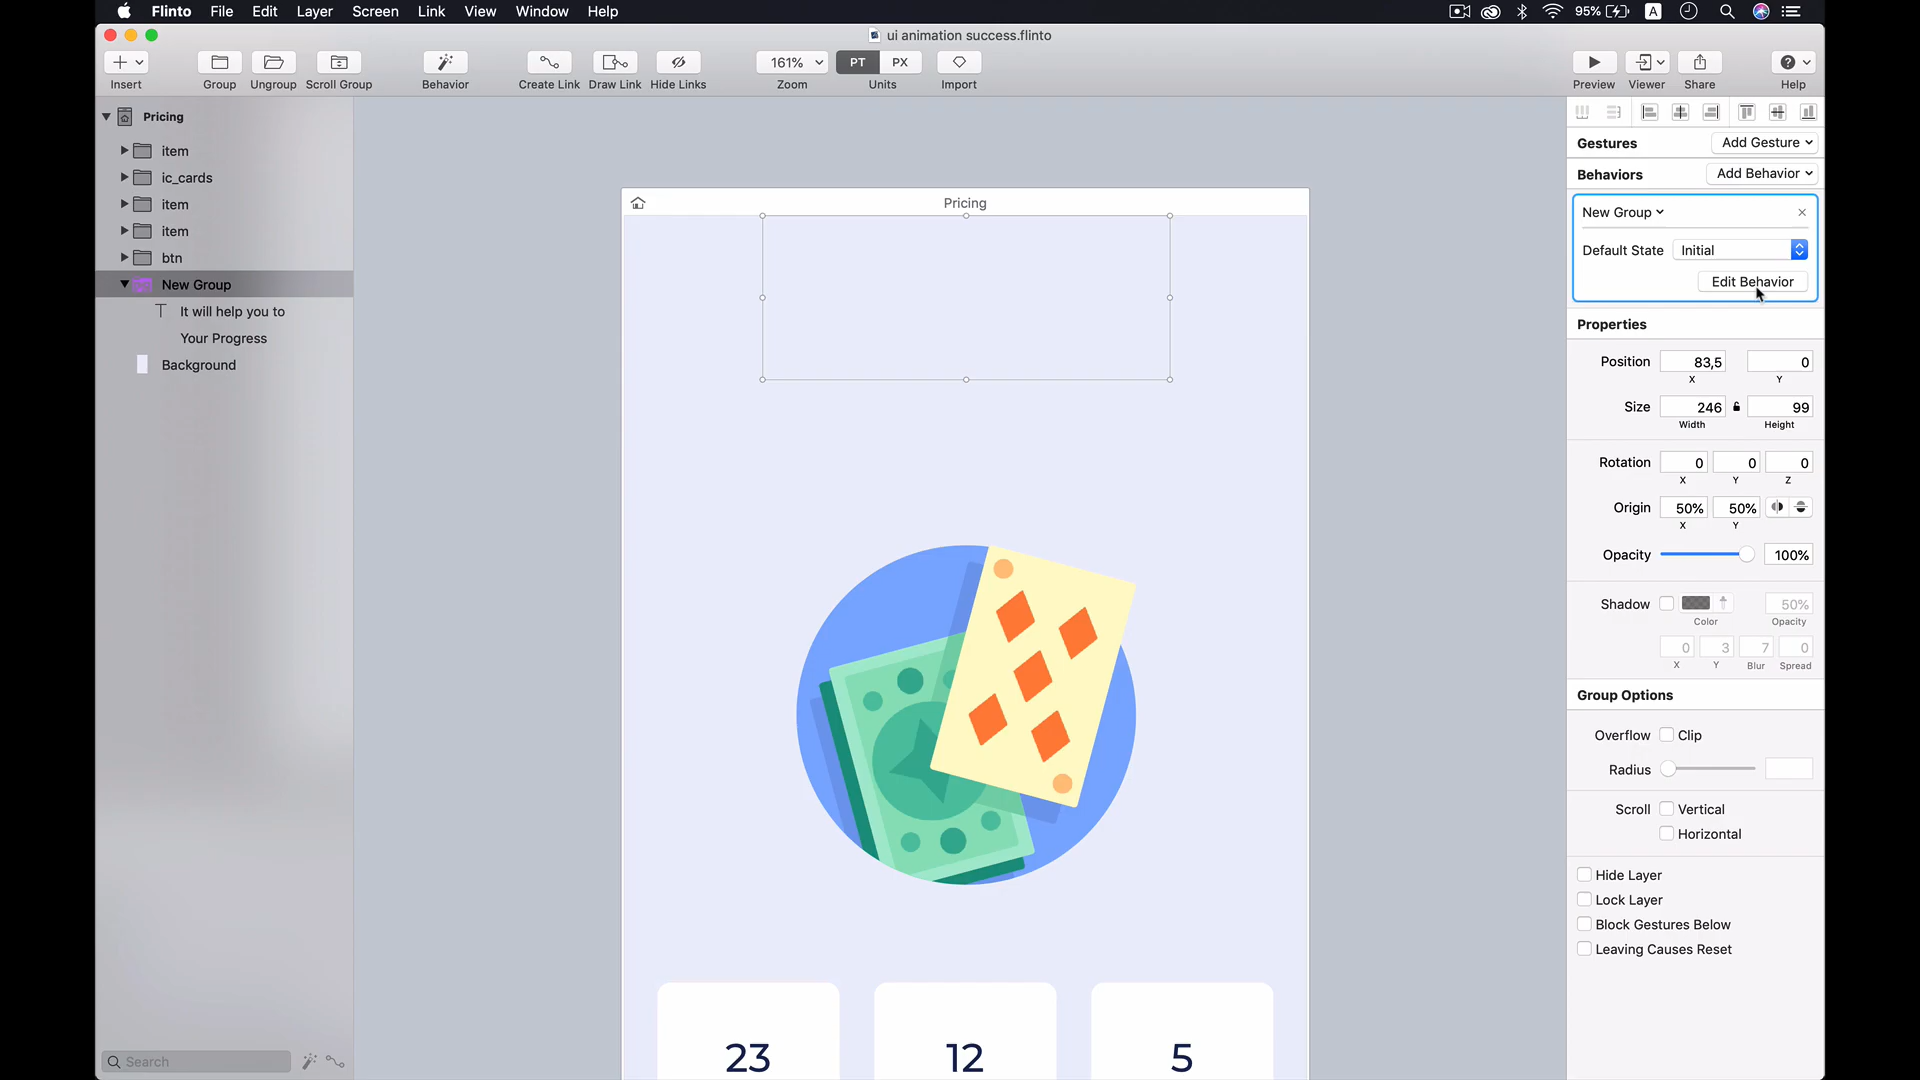 Flinto File Edit Layer Screen Link View Window Help
95% A
ui animation success.flinto
161% PT PX
Insert Group Ungroup Scroll Group Behavior Create Link Draw Link Hide Links Zoom Units Import Preview Viewer Share Help
Pricing
item
ic_cards
item
item
btn
New Group
It will help you to
Your Progress
Background
Search
Pricing
23 12 5
Gestures Add Gesture
Behaviors Add Behavior
New Group
Default State Initial
Edit Behavior
Properties
Position 83,5 0
X Y
Size 246 99
Width Height
Rotation 0 0 0
X Y Z
Origin 50% 50%
X Y
Opacity 100%
Shadow 50%
Color Opacity
0 3 7 0
X Y Blur Spread
Group Options
Overflow Clip
Radius
Scroll Vertical
Horizontal
Hide Layer
Lock Layer
Block Gestures Below
Leaving Causes Reset